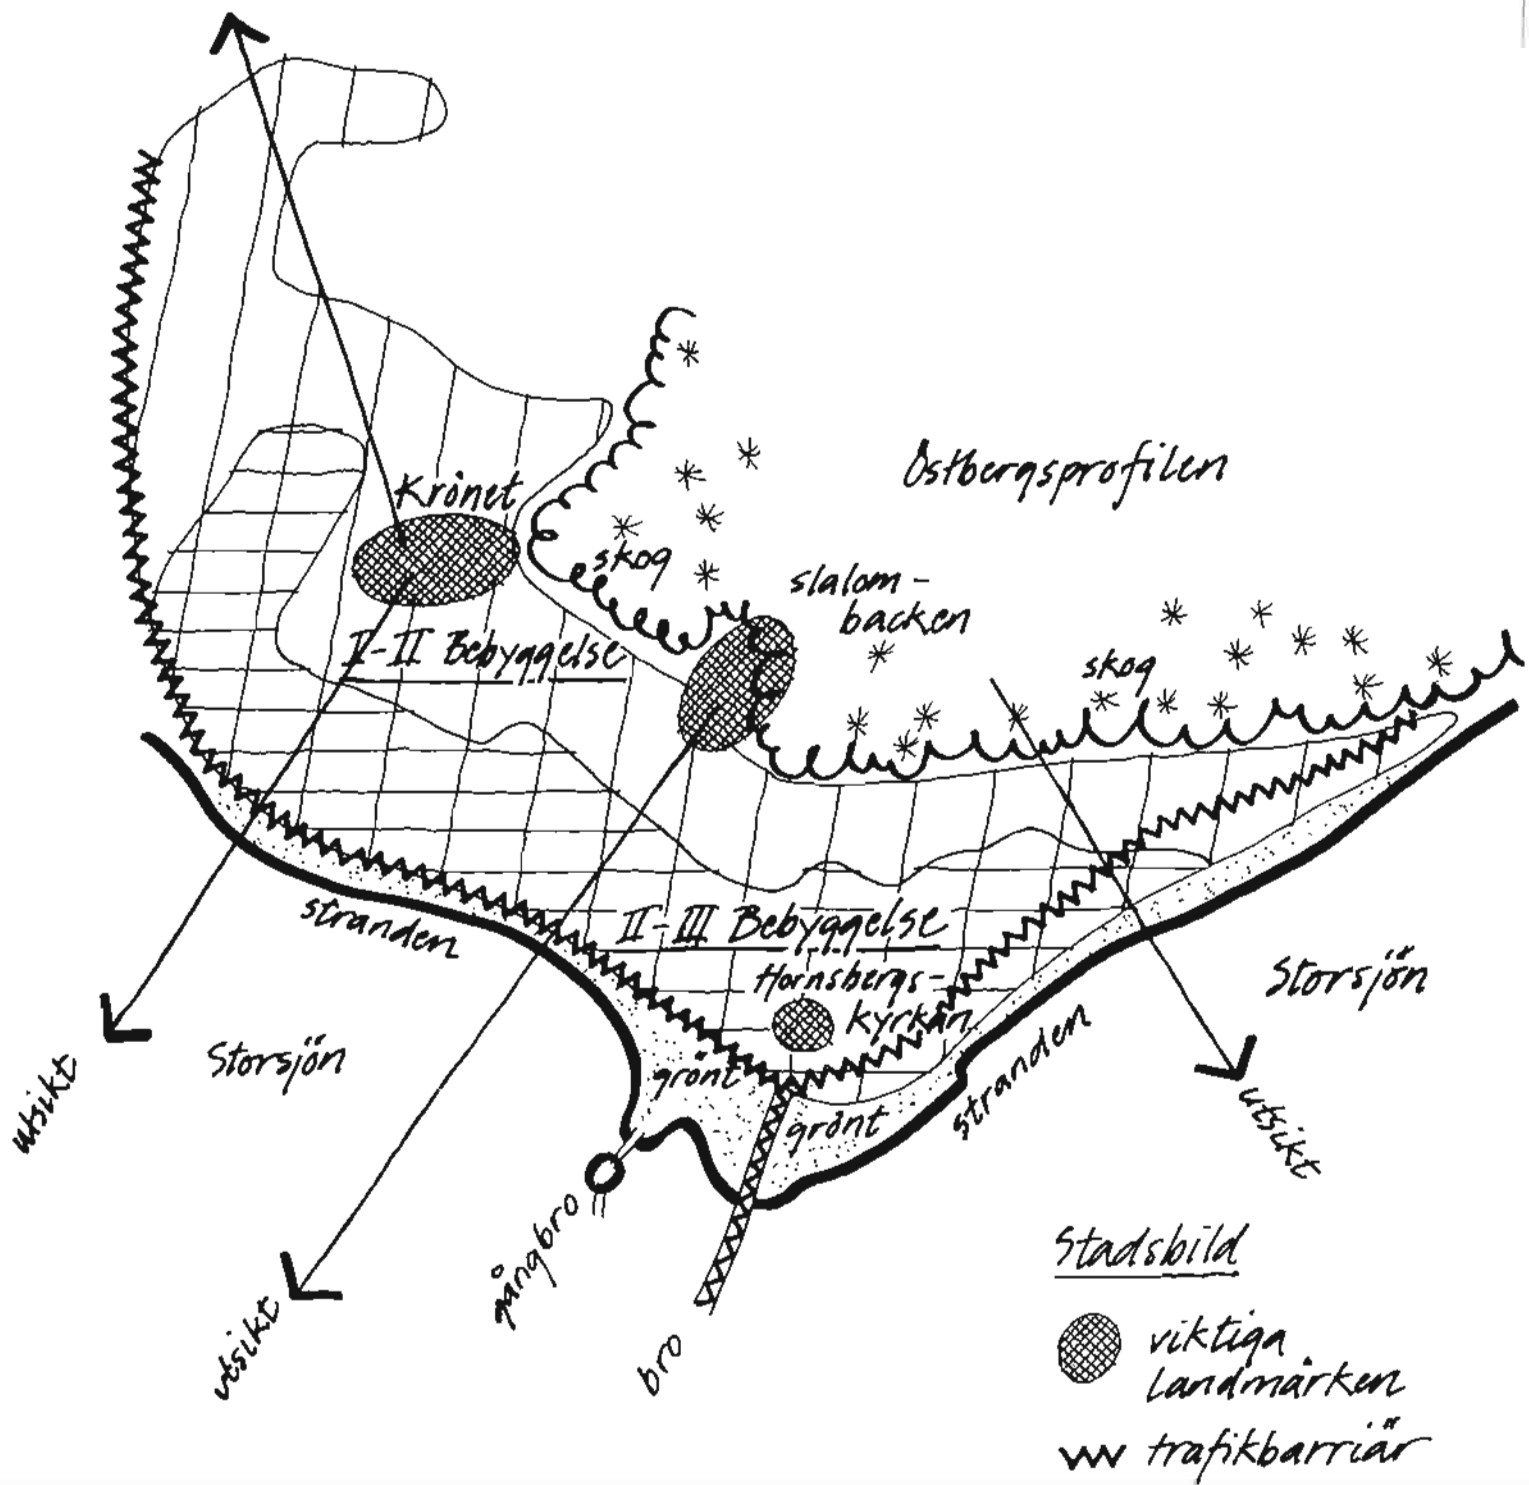 Östbergsprofilen
Krönet
skog
slalom-
backen
skog
I-II Bebyggelse
II-III Bebyggelse
stranden
Hornsbergs-
kyrkan
Storsjön
Storsjön
grönt
grönt
stranden
utsikt
utsikt
gångbro
utsikt
bro
Stadsbild
viktiga
landmärken
trafikbarriär